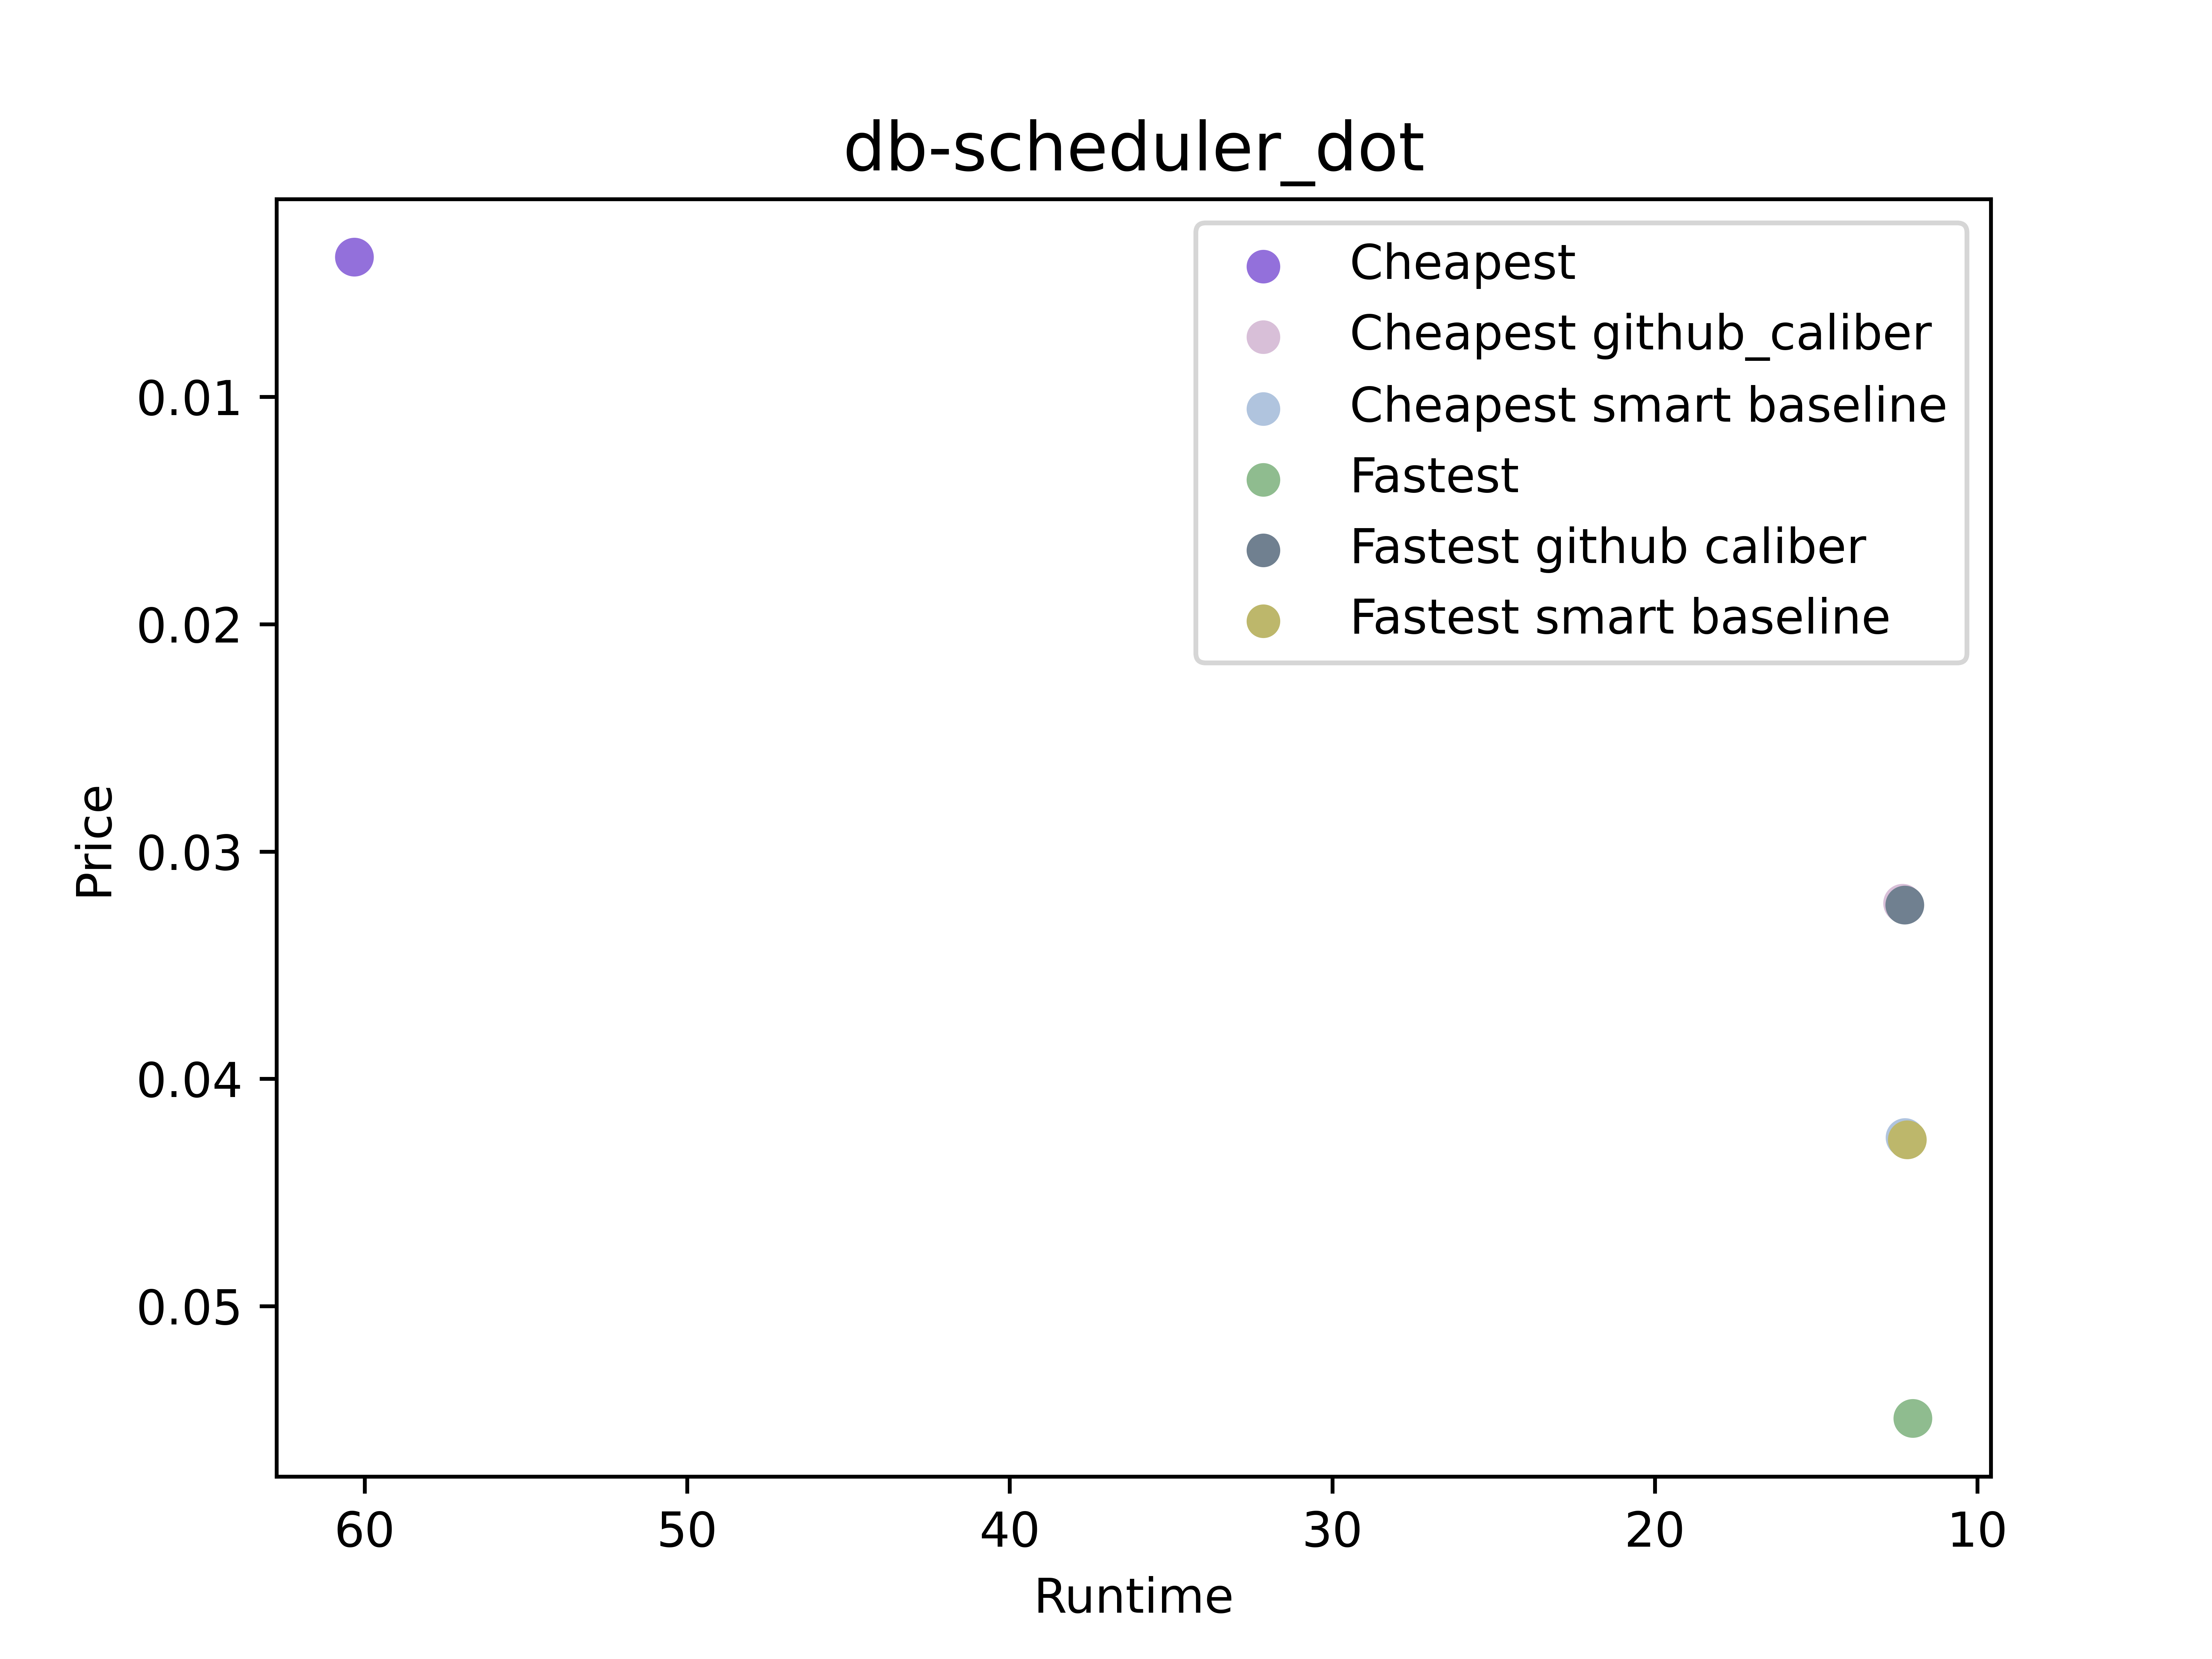 db-scheduler_dot
Cheapest
Cheapest github_caliber
Cheapest smart baseline
Fastest
Fastest github caliber
Fastest smart baseline
Price
0.01
0.02
0.03
0.04
0.05
60 50 40 30 20 10
Runtime